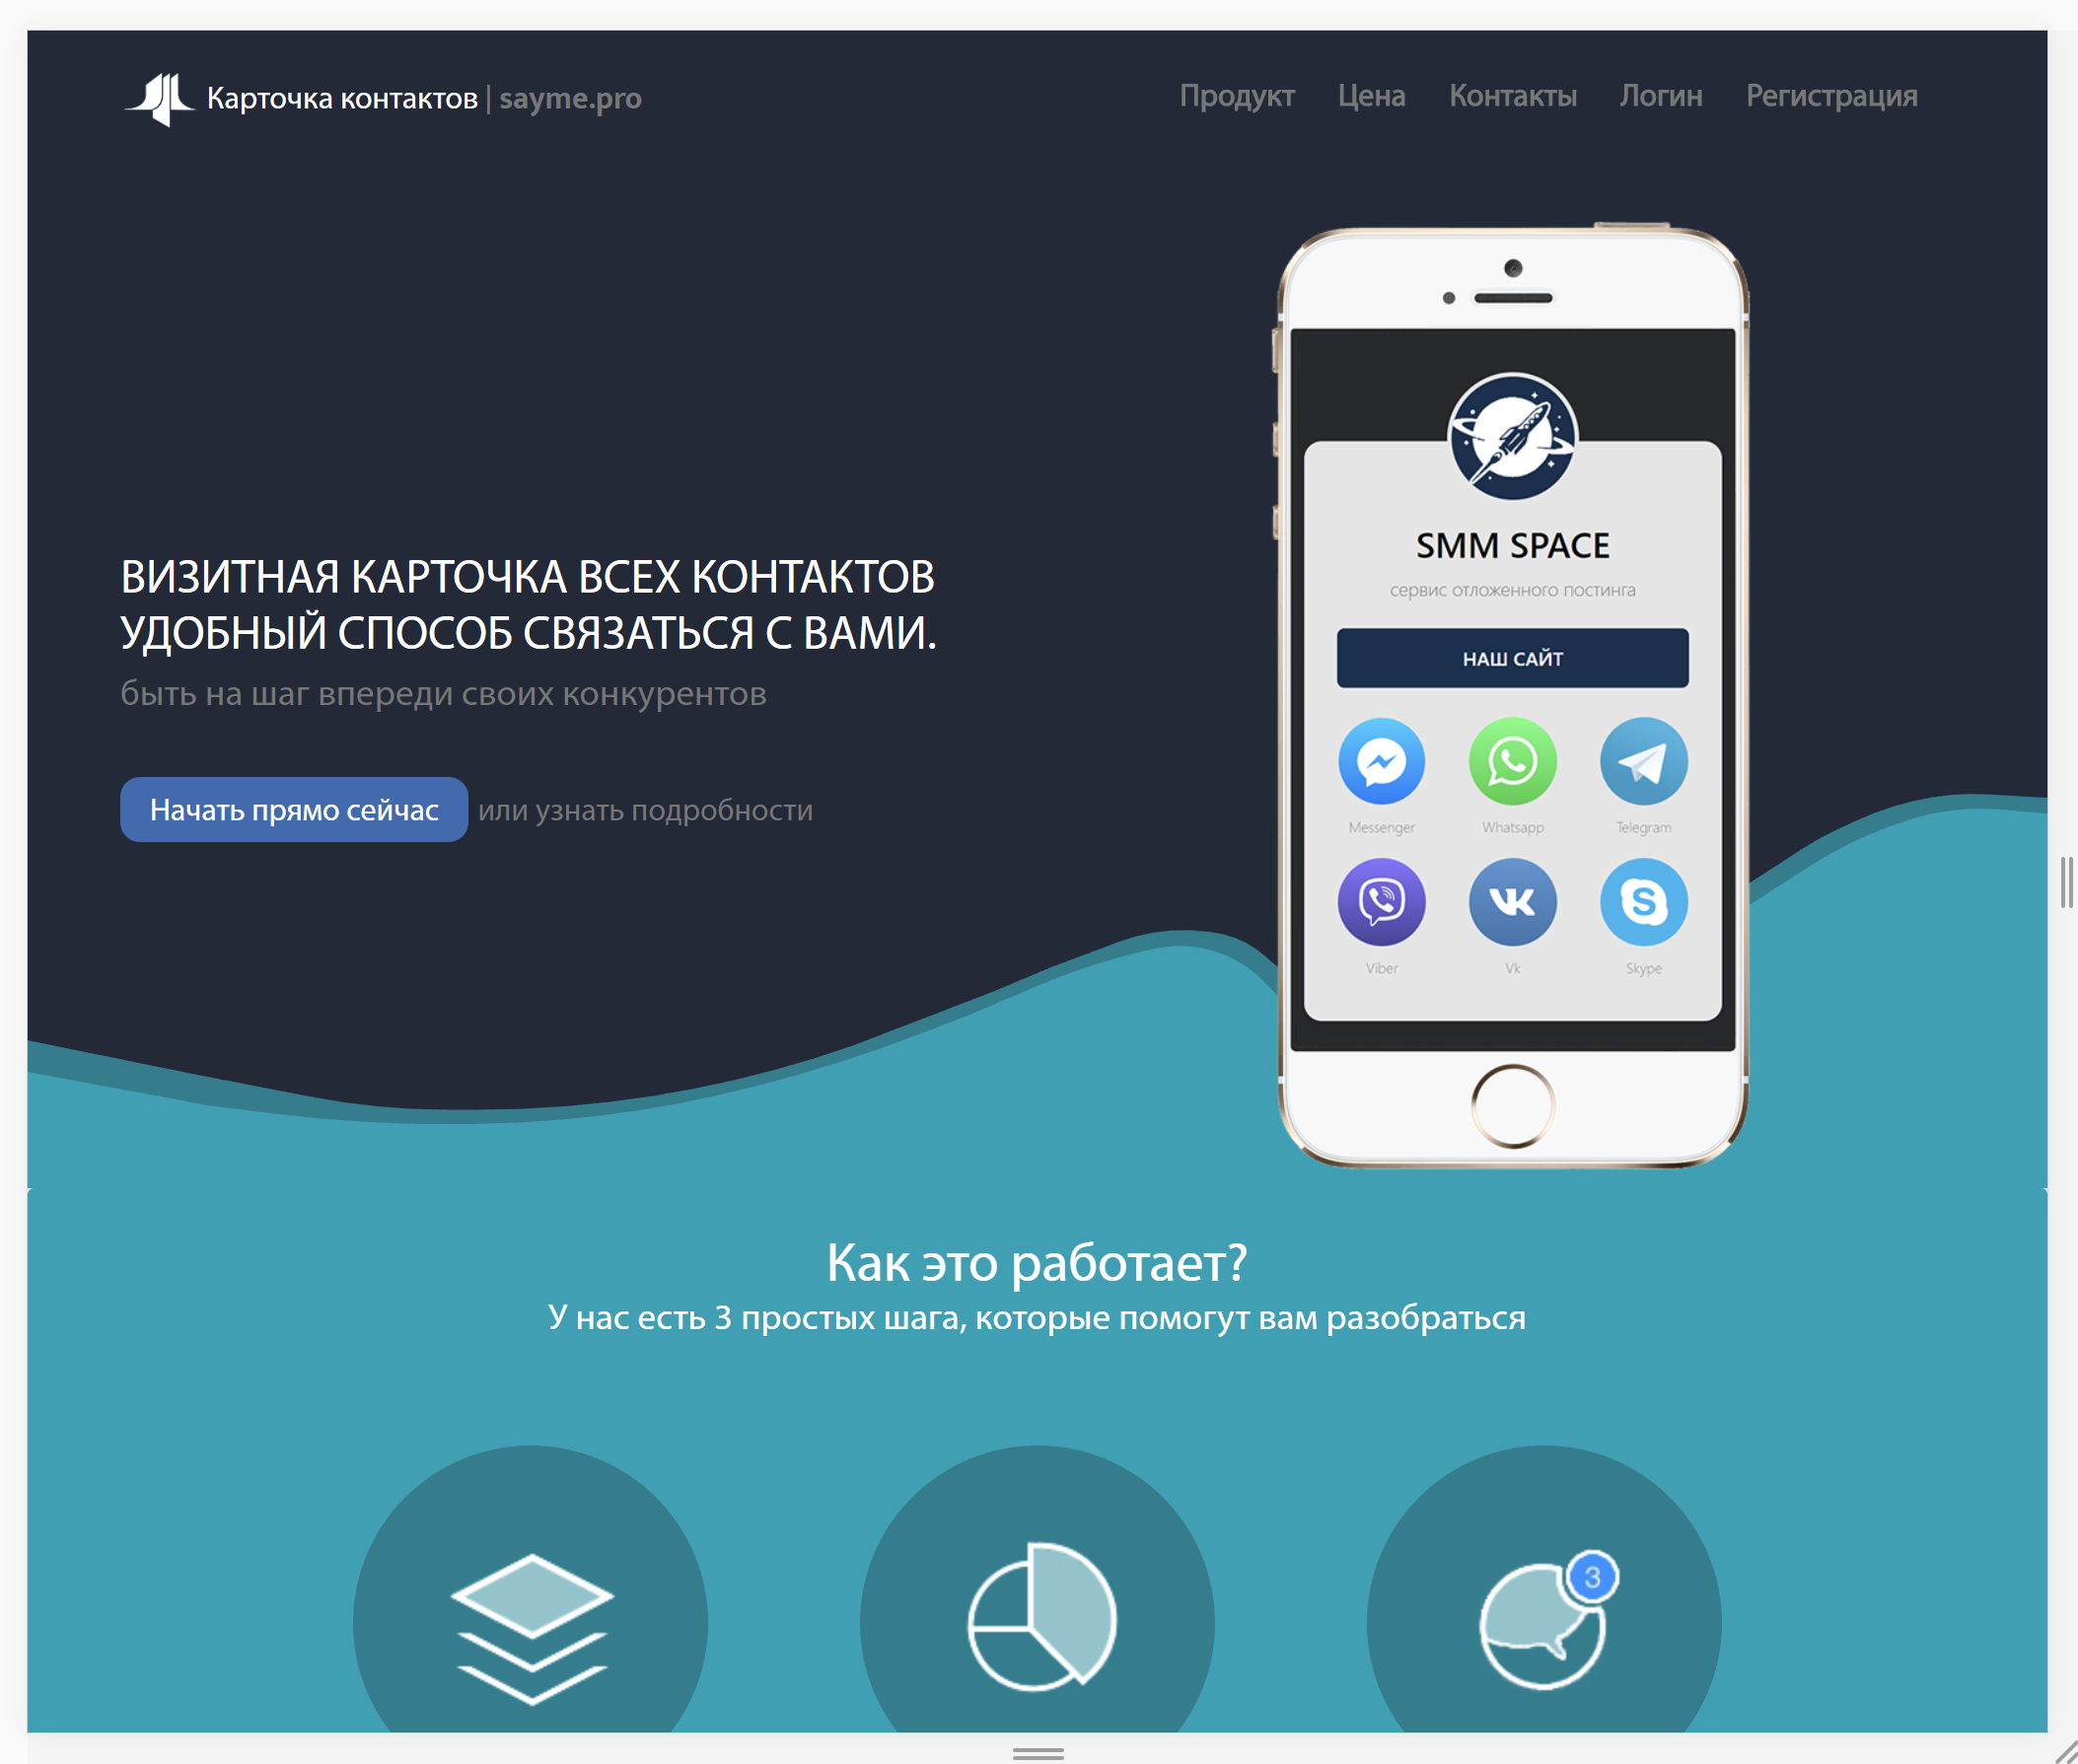 Карточка контактов | sayme.pro
Продукт Цена Контакты Логин Регистрация
ВИЗИТНАЯ КАРТОЧКА ВСЕХ КОНТАКТОВ
УДОБНЫЙ СПОСОБ СВЯЗАТЬСЯ С ВАМИ.
быть на шаг впереди своих конкурентов
Начать прямо сейчас или узнать подробности
SMM SPACE
сервис отложенного постинга
НАШ САЙТ
Messenger Whatsapp Telegram
Viber Vk Skype
Как это работает?
У нас есть 3 простых шага, которые помогут вам разобраться
3